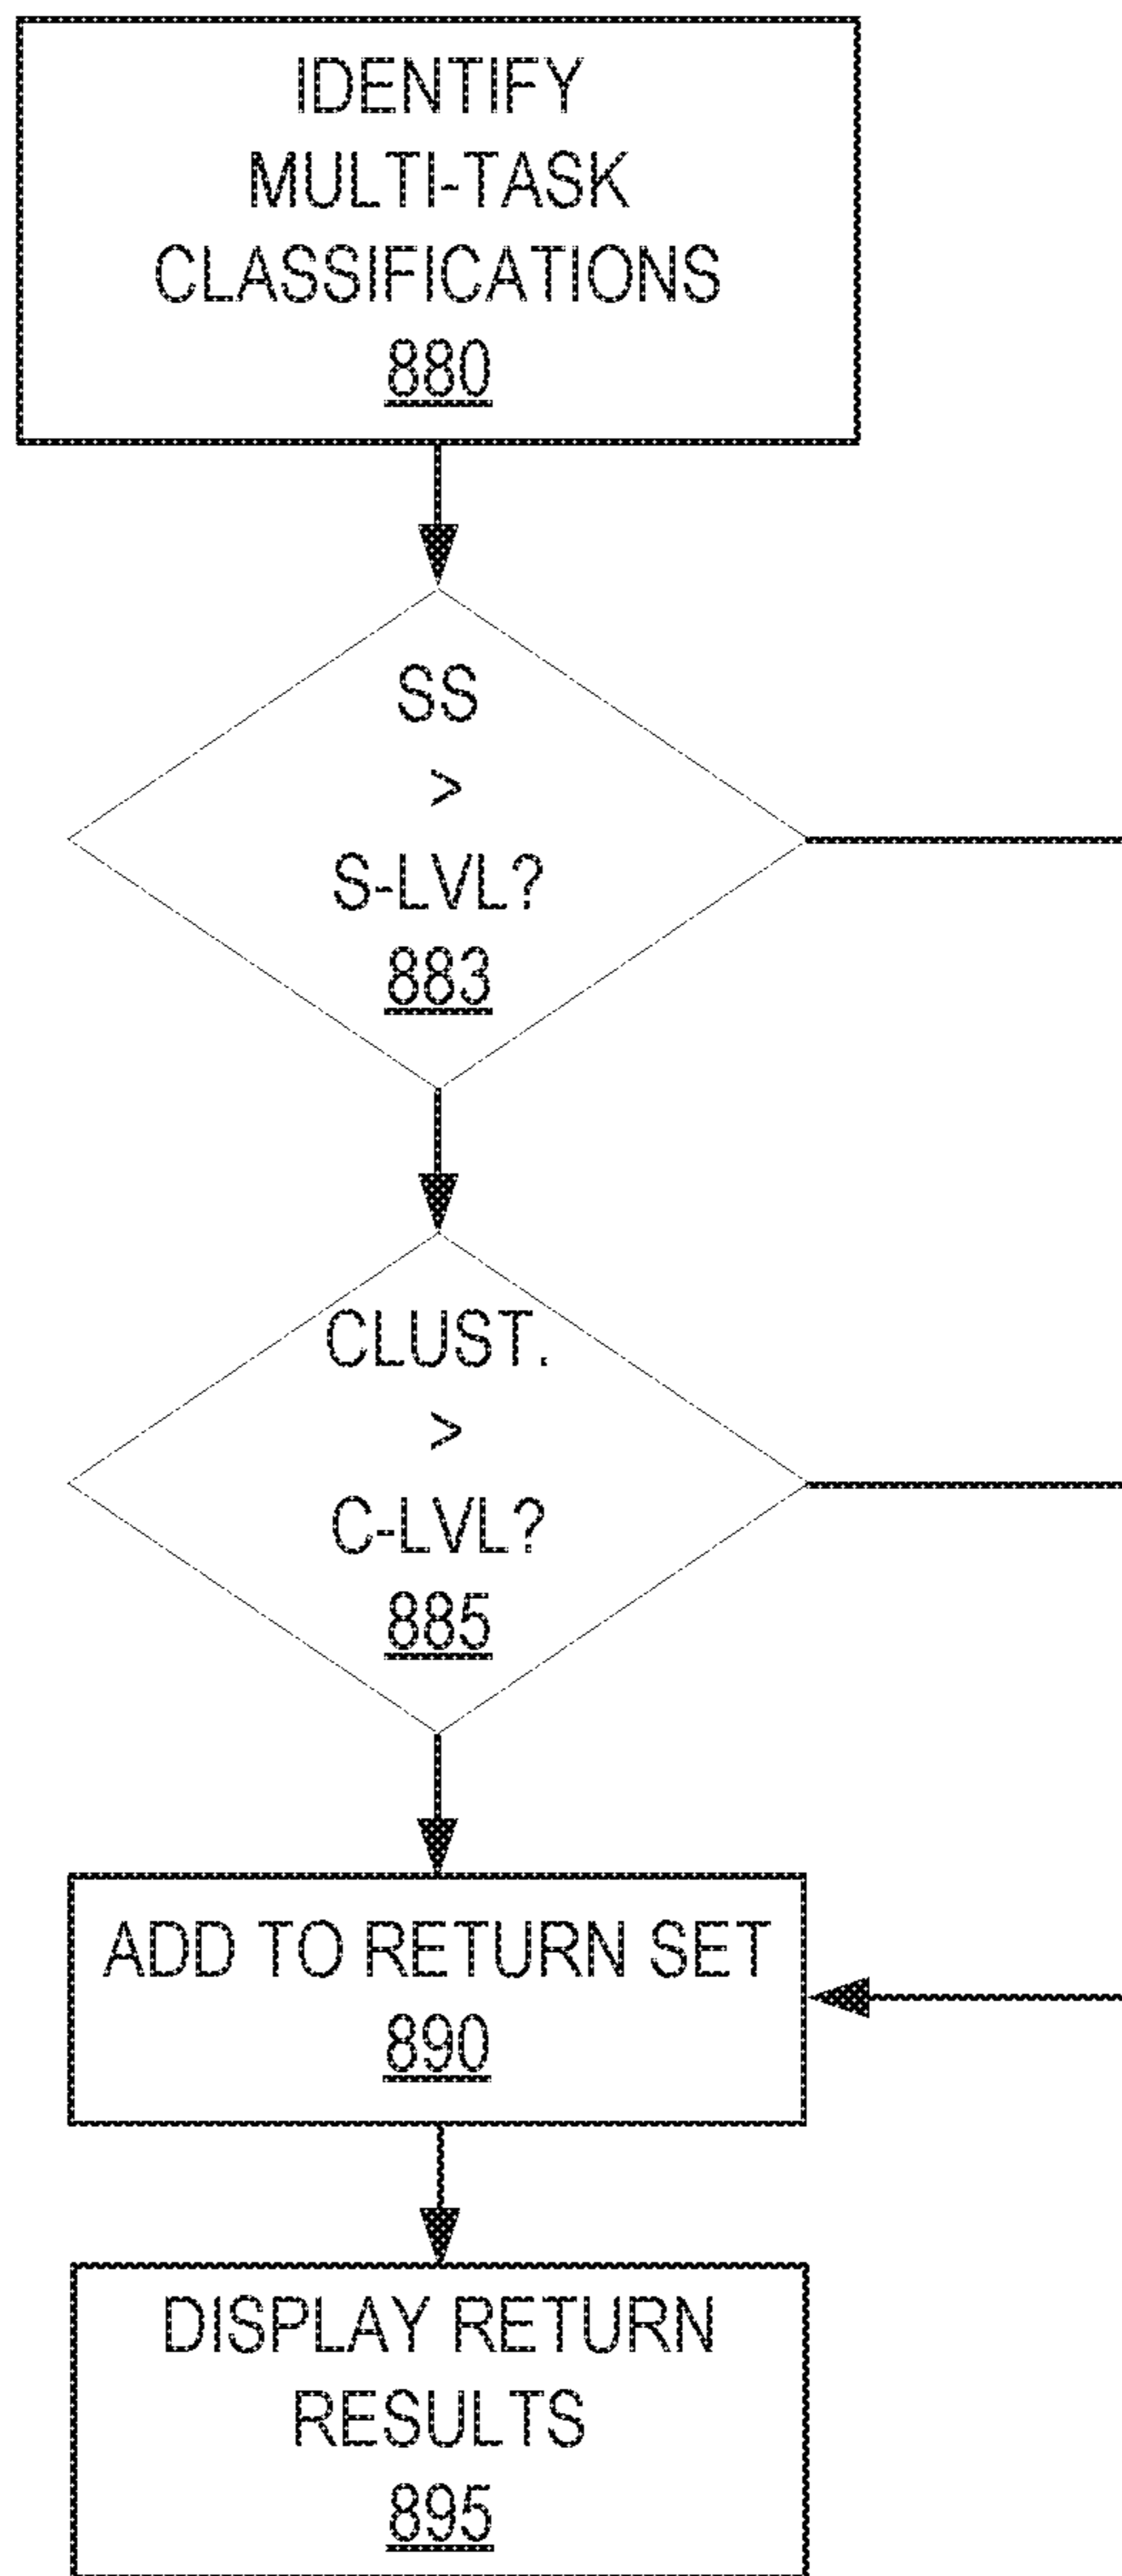 IDENTIFY
MULTI-TASK
CLASSIFICATIONS
880
SS
>
S-LVL?
883
CLUST.
>
C-LVL?
885
ADD TO RETURN SET
890
DISPLAY RETURN
RESULTS
895